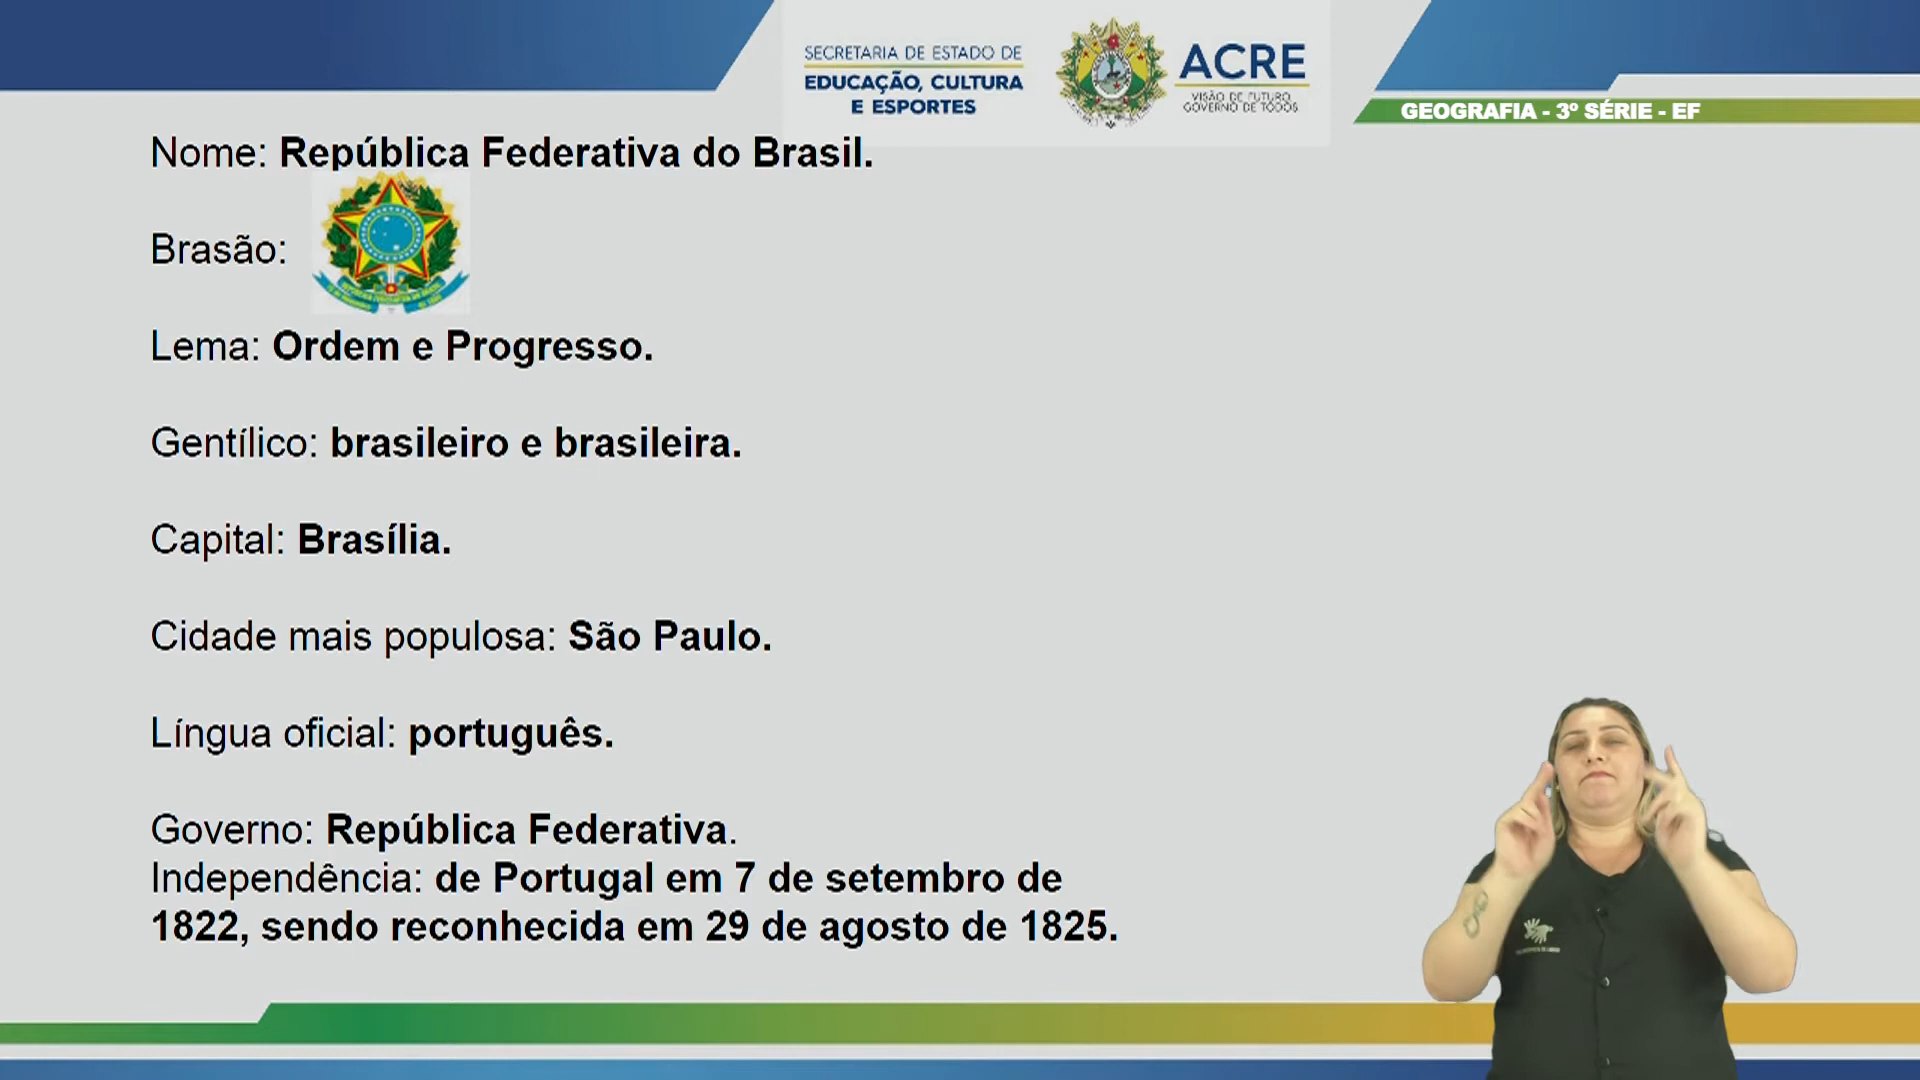 SECRETARIA DE ESTADO DE
EDUCAÇÃO, CULTURA
E ESPORTES
ACRE
VISÃO DE FUTURO,
GOVERNO DE TODOS
GEOGRAFIA - 3º SÉRIE - EF
Nome: República Federativa do Brasil.
Brasão:
Lema: Ordem e Progresso.
Gentílico: brasileiro e brasileira.
Capital: Brasília.
Cidade mais populosa: São Paulo.
Língua oficial: português.
Governo: República Federativa.
Independência: de Portugal em 7 de setembro de
1822, sendo reconhecida em 29 de agosto de 1825.